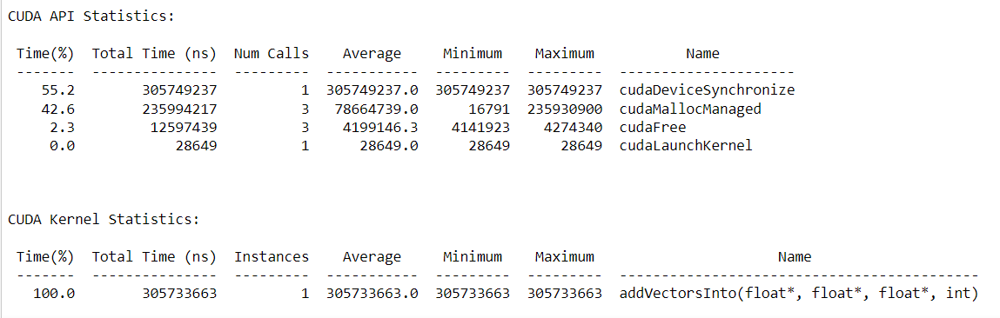 CUDA API Statistics:
Time(%) Total Time (ns) Num Calls Average Minimum Maximum Name
------- --------------- --------- ----------- --------- --------- ---------------------
55.2 305749237 1 305749237.0 305749237 305749237 cudaDeviceSynchronize
42.6 235994217 3 78664739.0 16791 235930900 cudaMallocManaged
2.3 12597439 3 4199146.3 4141923 4274340 cudaFree
0.0 28649 1 28649.0 28649 28649 cudaLaunchKernel
CUDA Kernel Statistics:
Time(%) Total Time (ns) Instances Average Minimum Maximum Name
------- --------------- --------- ----------- --------- --------- -------------------------------------------
100.0 305733663 1 305733663.0 305733663 305733663 addVectorsInto(float*, float*, float*, int)